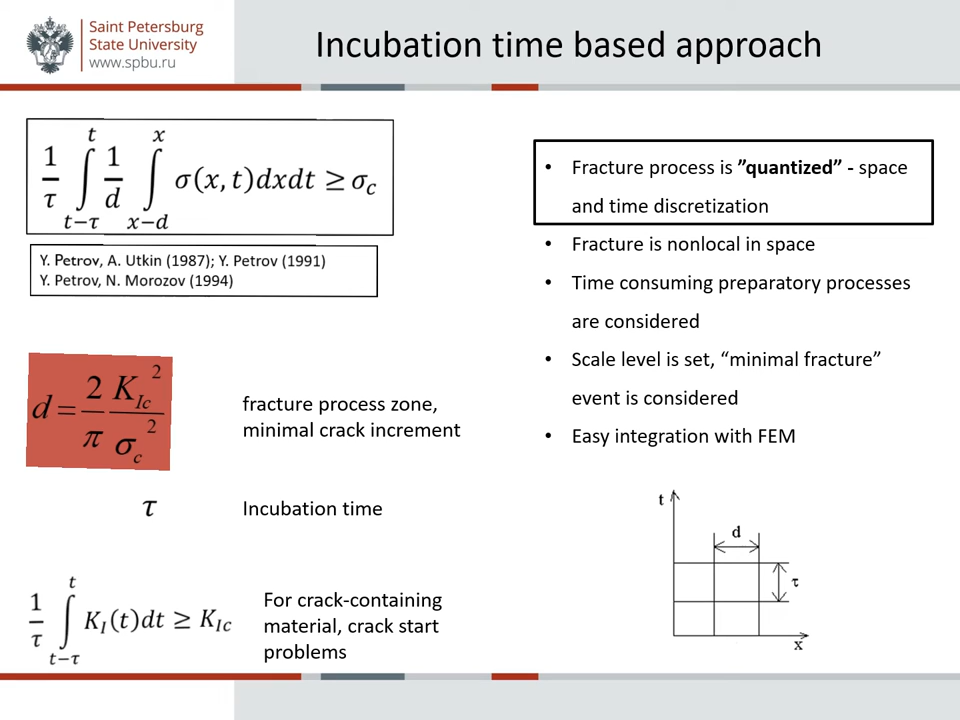 Saint Petersburg
State University
www.spbu.ru
Incubation time based approach
1/τ ∫_{t−τ}^{t} 1/d ∫_{x−d}^{x} σ(x, t)dxdt ≥ σ_c
Y. Petrov, A. Utkin (1987); Y. Petrov (1991)
Y. Petrov, N. Morozov (1994)
d = 2/π K_{Ic}^2/σ_c^2
fracture process zone,
minimal crack increment
τ
Incubation time
1/τ ∫_{t−τ}^{t} K_I(t)dt ≥ K_{Ic}
For crack-containing
material, crack start
problems
• Fracture process is ”quantized” - space
and time discretization
• Fracture is nonlocal in space
• Time consuming preparatory processes
are considered
• Scale level is set, “minimal fracture”
event is considered
• Easy integration with FEM
t
d
τ
x